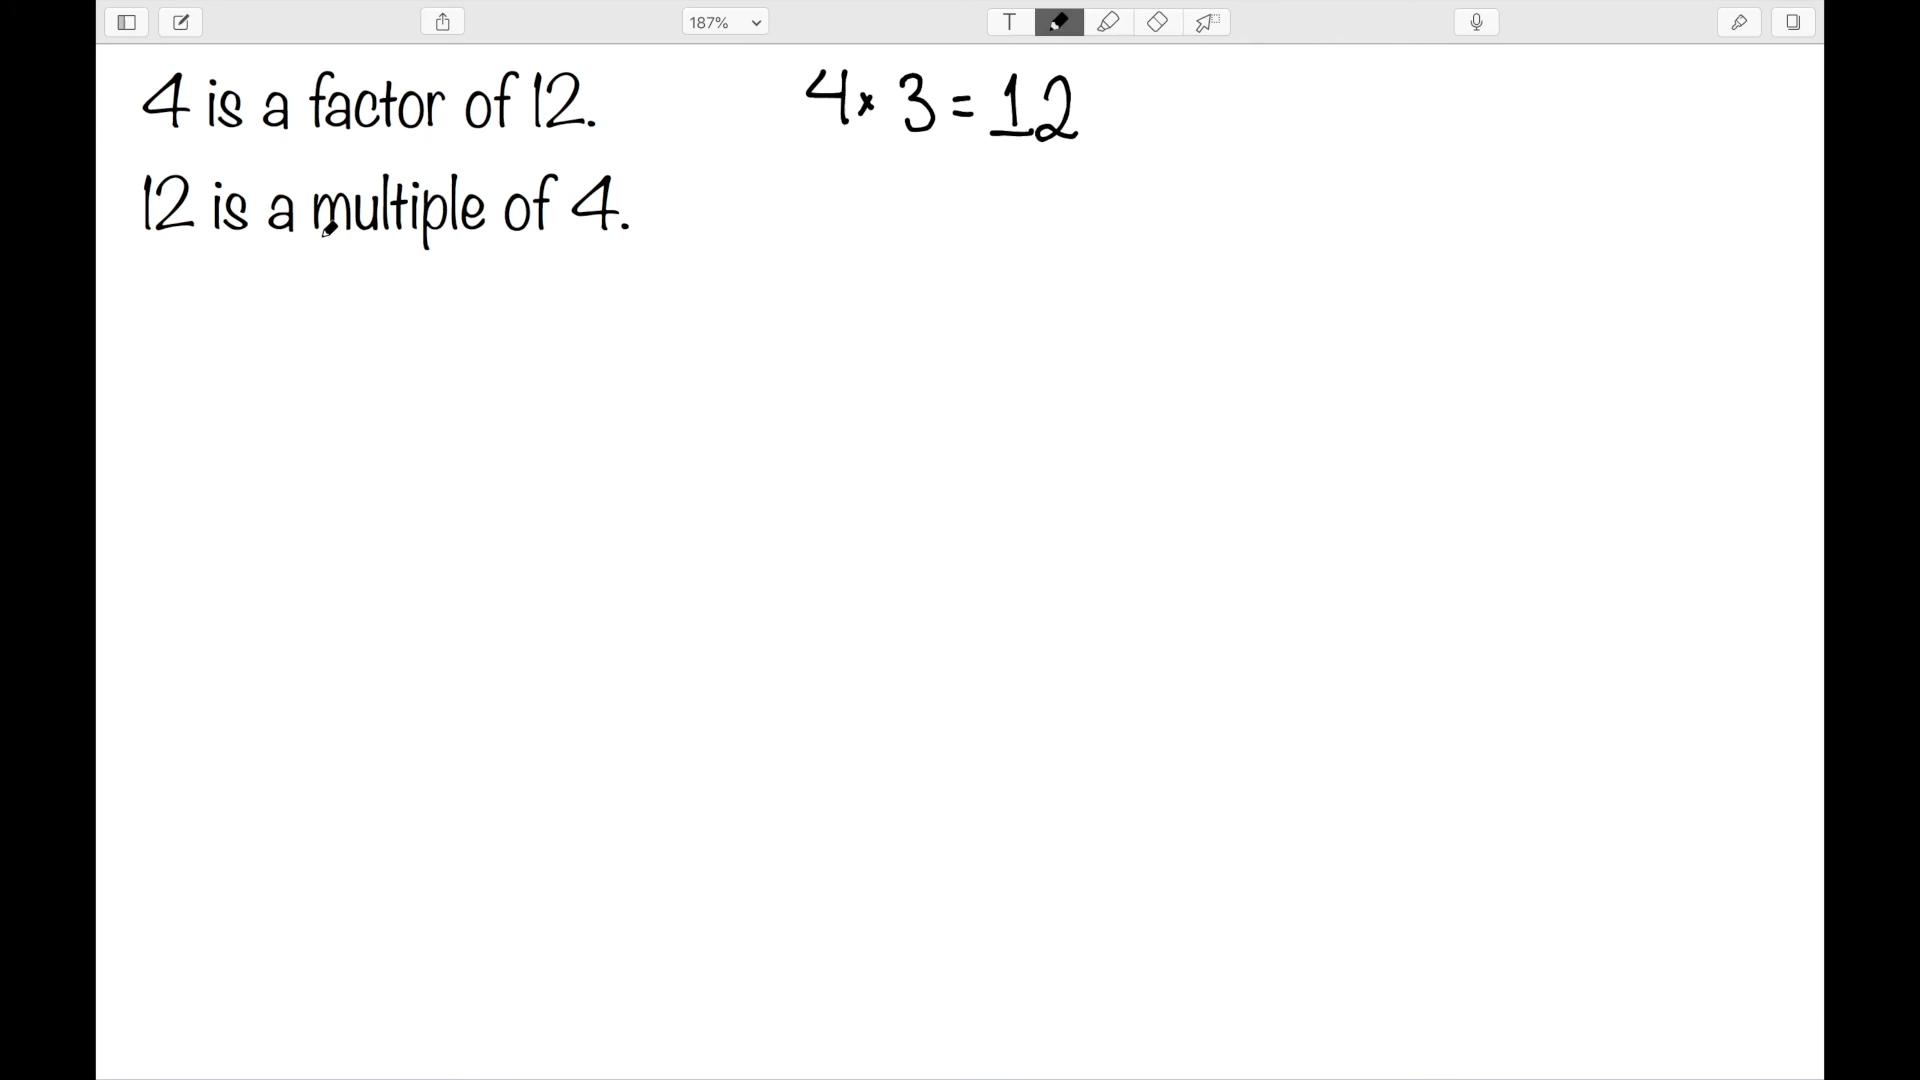 187%
T
4 is a factor of 12.
4 × 3 = 12
12 is a multiple of 4.